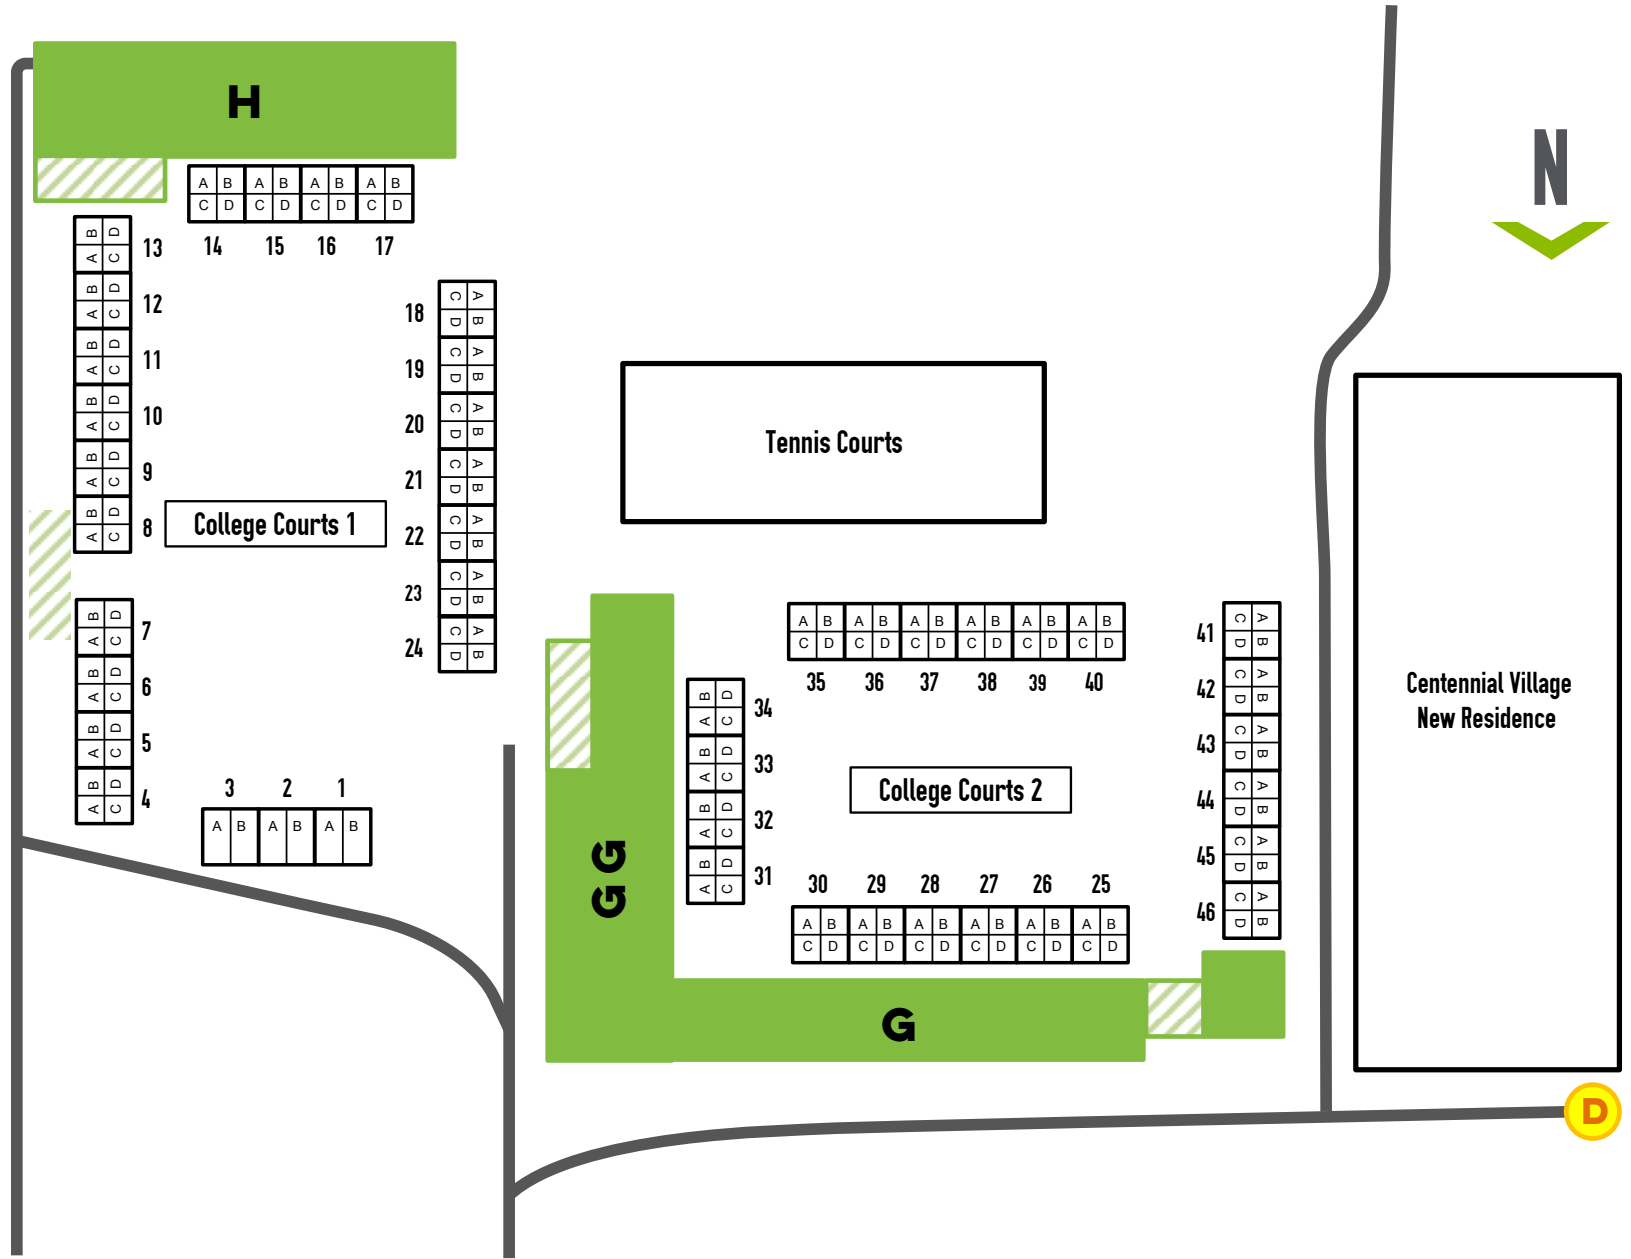 H
N
A B A B A B A B
C D C D C D C D
14 15 16 17
B D
A C
13
B D
A C
12
B D
A C
11
B D
A C
10
B D
A C
9
B D
A C
8
College Courts 1
18
C A
D B
19
C A
D B
20
C A
D B
21
C A
D B
22
C A
D B
23
C A
D B
24
C A
D B
Tennis Courts
B D
A C
7
B D
A C
6
B D
A C
5
B D
A C
4
3 2 1
A B A B A B
G G
A B A B A B A B A B A B
C D C D C D C D C D C D
35 36 37 38 39 40
B D
A C
34
B D
A C
33
B D
A C
32
B D
A C
31
College Courts 2
30 29 28 27 26 25
A B A B A B A B A B A B
C D C D C D C D C D C D
41
C A
D B
42
C A
D B
43
C A
D B
44
C A
D B
45
C A
D B
46
C A
D B
G
Centennial Village
New Residence
D